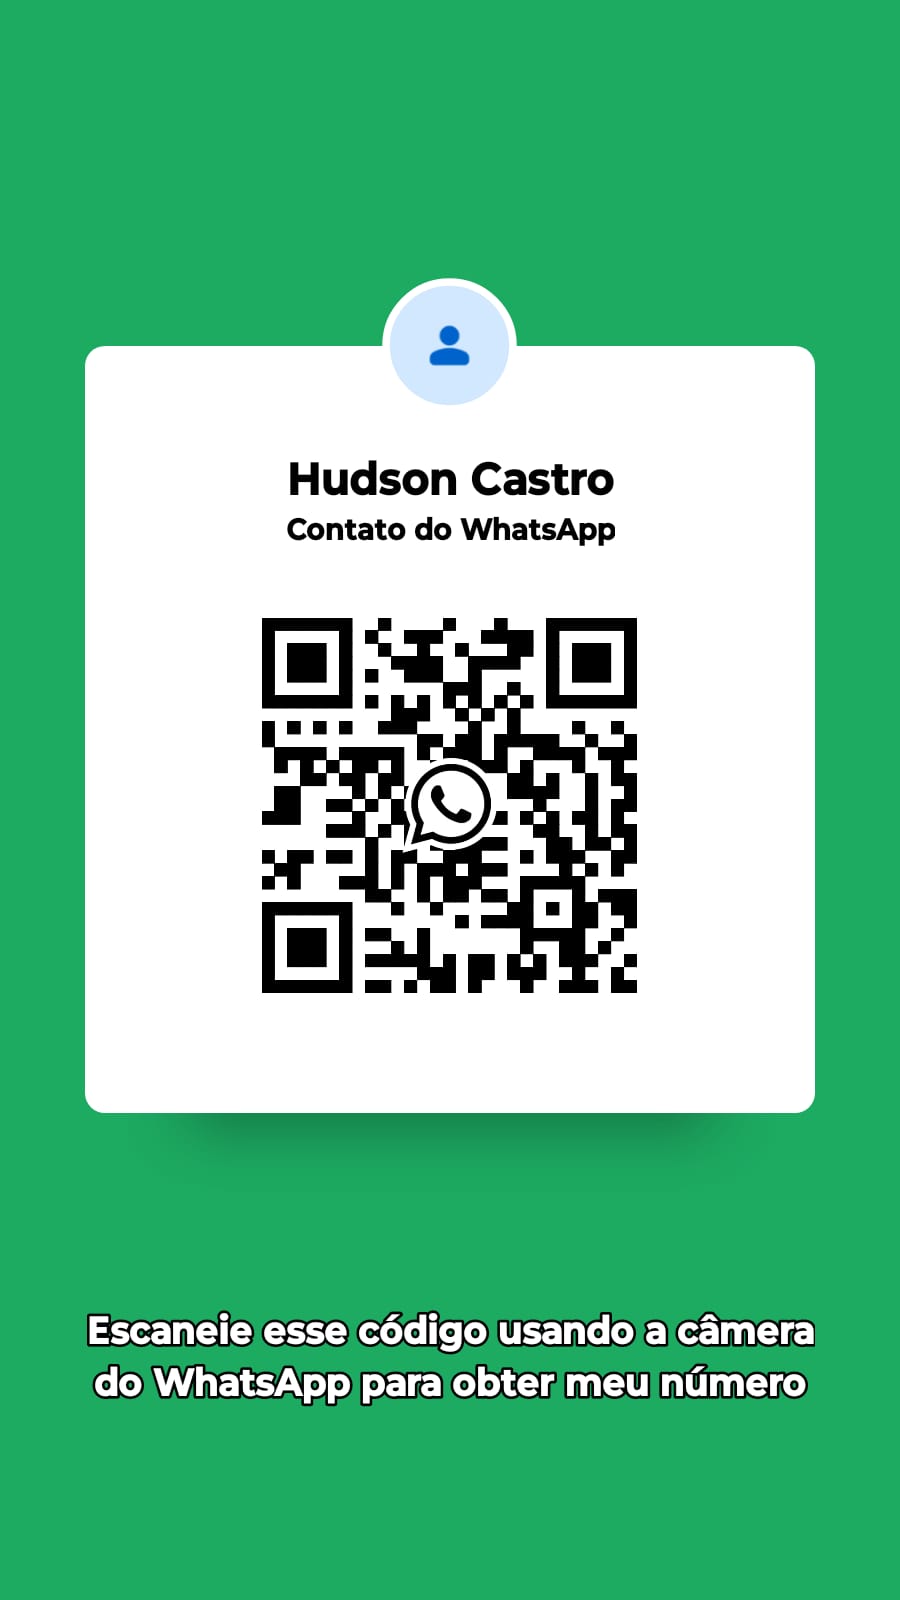 Hudson Castro
Contato do WhatsApp
Escaneie esse código usando a câmera
do WhatsApp para obter meu número